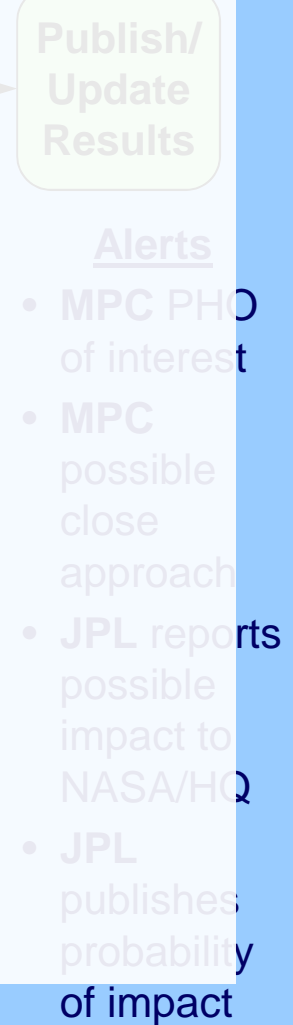 Publish/
Update
Results
Alerts
• MPC PHO
of interest
• MPC
possible
close
approach
• JPL reports
possible
impact to
NASA/HQ
• JPL
publishes
probability
of impact